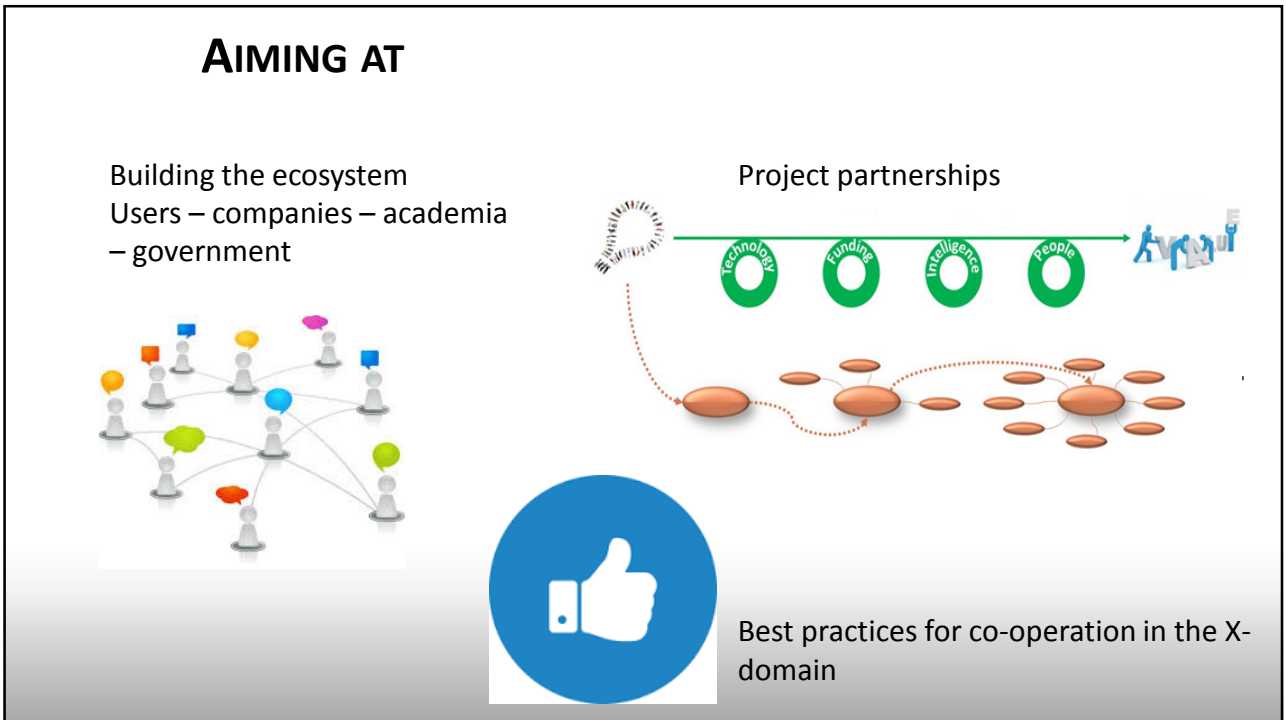 AIMING AT
Building the ecosystem
Users – companies – academia
– government
Project partnerships
Technology
Funding
Intelligence
People
VALUE
Best practices for co-operation in the X-
domain